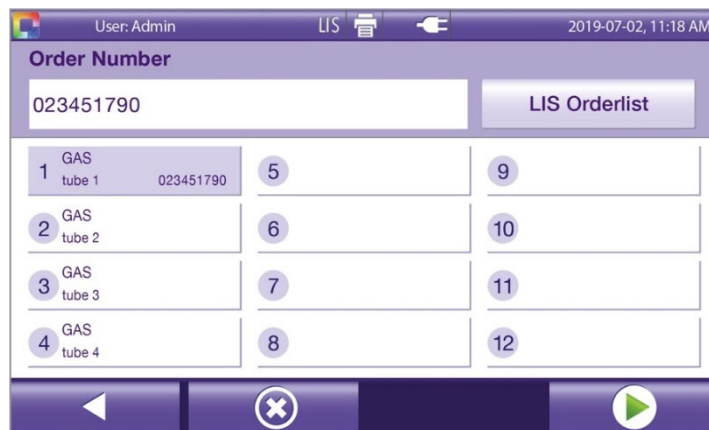 User: Admin LIS 2019-07-02, 11:18 AM
Order Number
023451790
LIS Orderlist
1 GAS
tube 1 023451790
2 GAS
tube 2
3 GAS
tube 3
4 GAS
tube 4
5
6
7
8
9
10
11
12